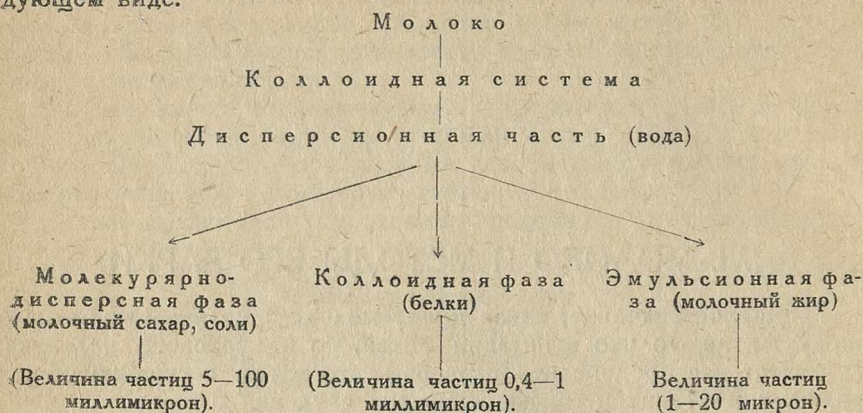 дующем виде.
Молоко
Коллоидная система
Дисперсионная часть (вода)
Молекурярно-
дисперсная фаза
(молочный сахар, соли)
Коллоидная фаза
(белки)
Эмульсионная фа-
за (молочный жир)
(Величина частиц 5—100
миллимикрон).
(Величина частиц 0,4—1
миллимикрон).
Величина частиц
(1—20 микрон).